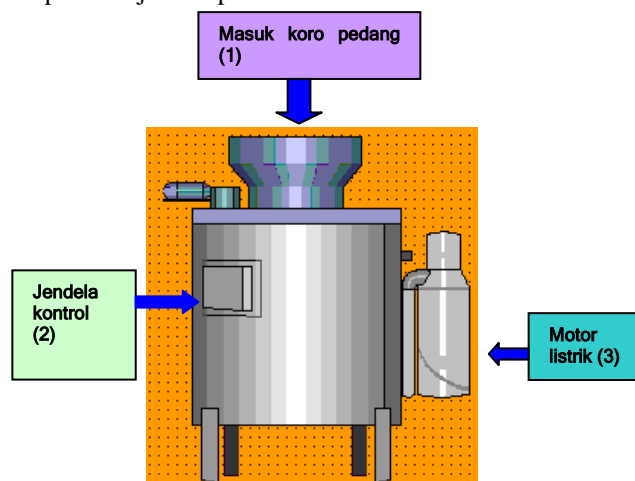 Masuk koro pedang
(1)
Jendela
kontrol
(2)
Motor
listrik (3)